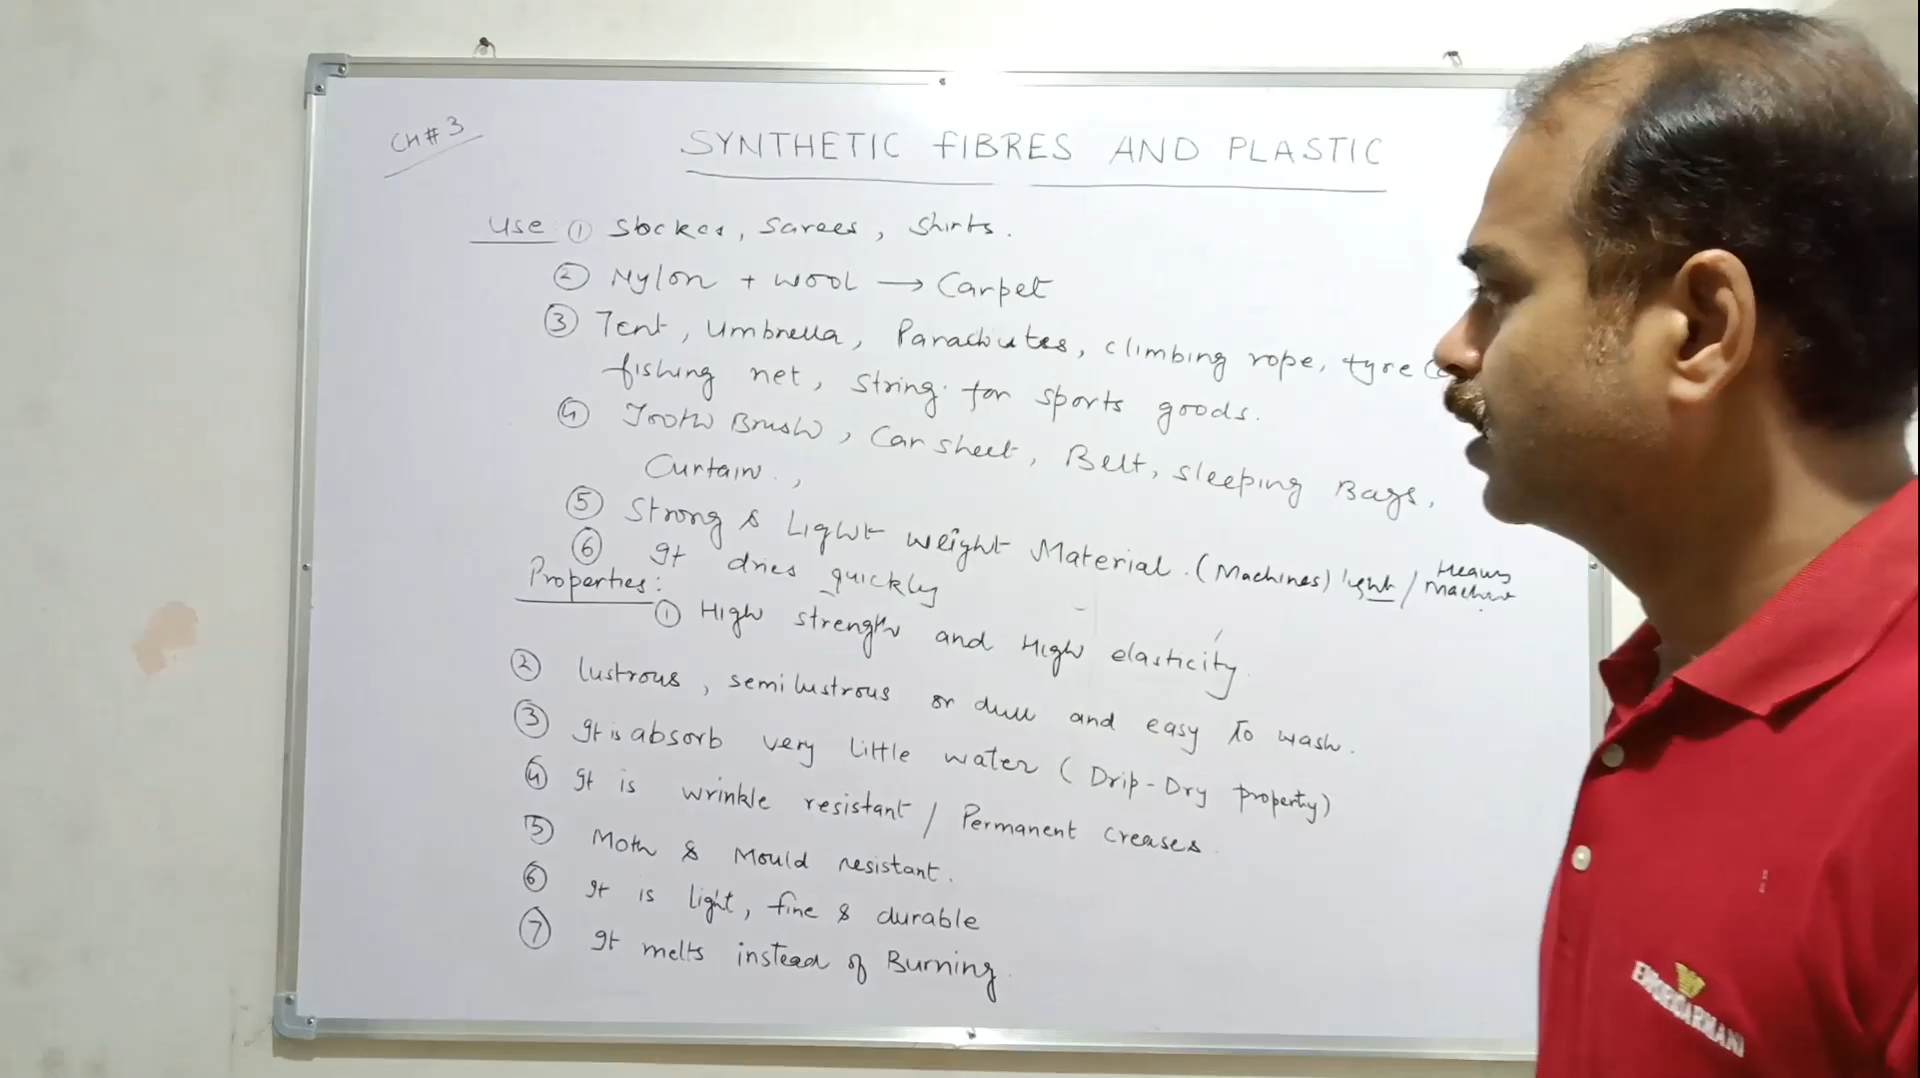 CH # 3
SYNTHETIC FIBRES AND PLASTIC
Use : ① Sockes, Sarees, Shirts.
② Nylon + Wool → Carpet
③ Tent, Umbrella, Parachutes, climbing rope, tyre
fishing net, string for sports goods.
④ Tooth Brush, Car sheet, Belt, sleeping Bags,
Curtain.,
⑤ Strong & Light weight Material. (Machines) light / Heavy Machine
⑥ It dries quickly
Properties:
① High strength and High elasticity.
② lustrous, semilustrous or dull and easy to wash.
③ It is absorb very little water (Drip-Dry property)
④ It is wrinkle resistant / Permanent creases.
⑤ Moth & Mould resistant.
⑥ It is light, fine & durable
⑦ It melts instead of Burning.